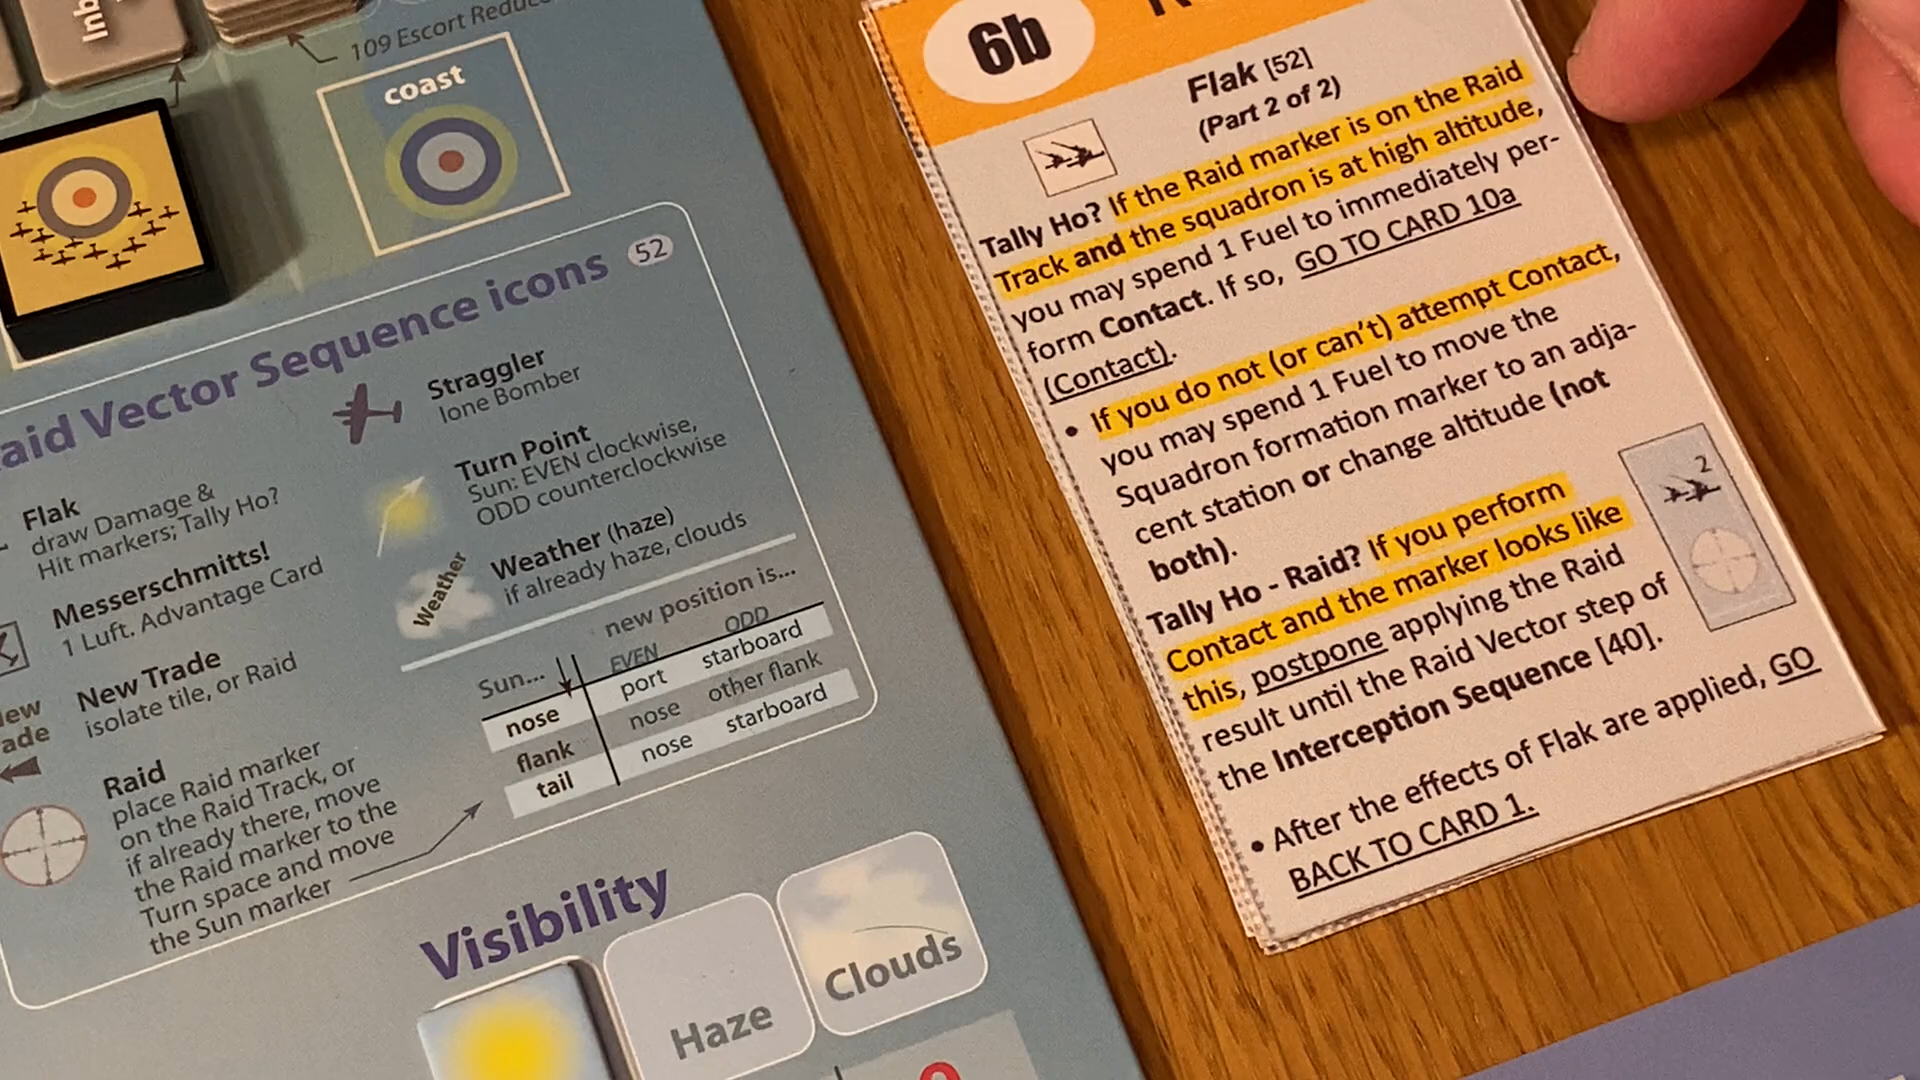 109 Escort
coast
Raid Vector Sequence icons 52
Flak
draw Damage &
Hit markers; Tally Ho?
Messerschmitts!
1 Luft. Advantage Card
New Trade
isolate tile, or Raid
Raid
place Raid marker
on the Raid Track, or
if already there, move
the Raid marker to the
Turn space and move
the Sun marker
Straggler
lone Bomber
Turn Point
Sun: EVEN clockwise,
ODD counterclockwise
Weather
Weather (haze)
if already haze, clouds
new position is...
Sun... EVEN ODD
nose port starboard
flank nose other flank
tail nose starboard
Visibility
Haze
Clouds
6b
Flak [52]
(Part 2 of 2)
Tally Ho? If the Raid marker is on the Raid
Track and the squadron is at high altitude,
you may spend 1 Fuel to immediately per-
form Contact. If so, GO TO CARD 10a
(Contact).
• If you do not (or can't) attempt Contact,
you may spend 1 Fuel to move the
Squadron formation marker to an adja-
cent station or change altitude (not
both).
Tally Ho - Raid? If you perform
Contact and the marker looks like
this, postpone applying the Raid
result until the Raid Vector step of
the Interception Sequence [40].
2
• After the effects of Flak are applied, GO
BACK TO CARD 1.